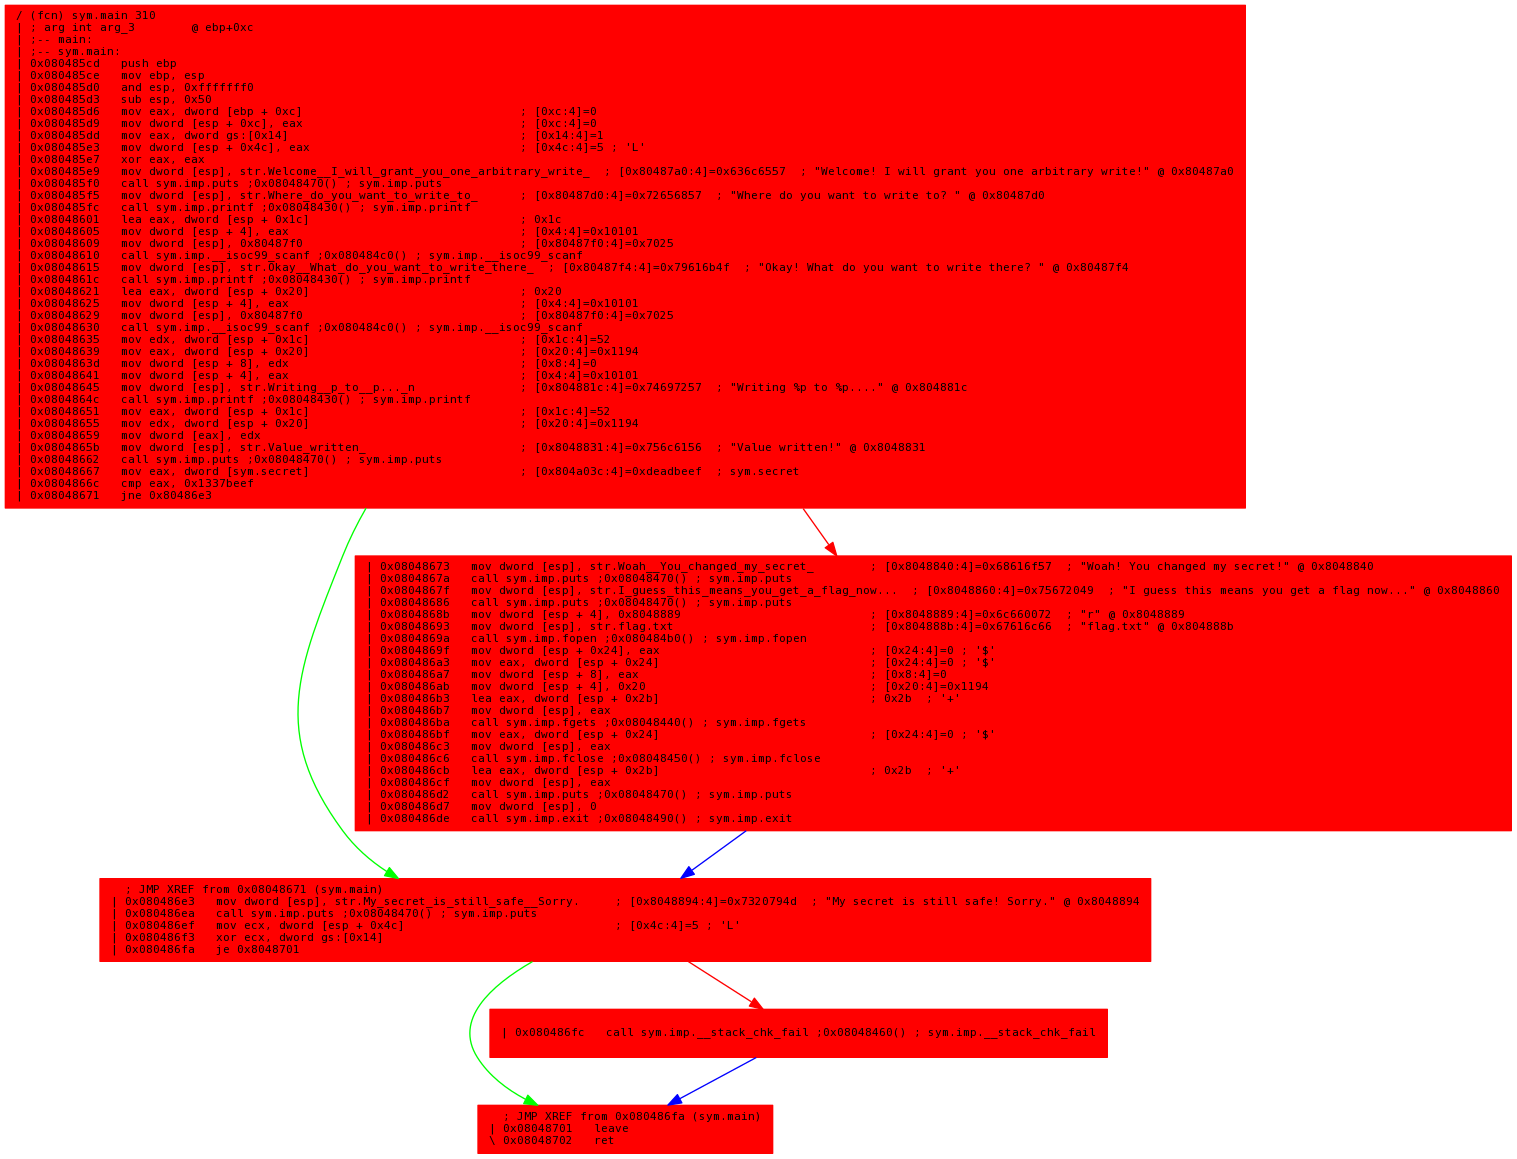 / (fcn) sym.main 310
| ; arg int arg_3        @ ebp+0xc
| ;-- main:
| ;-- sym.main:
| 0x080485cd   push ebp
| 0x080485ce   mov ebp, esp
| 0x080485d0   and esp, 0xfffffff0
| 0x080485d3   sub esp, 0x50
| 0x080485d6   mov eax, dword [ebp + 0xc]                               ; [0xc:4]=0
| 0x080485d9   mov dword [esp + 0xc], eax                               ; [0xc:4]=0
| 0x080485dd   mov eax, dword gs:[0x14]                                 ; [0x14:4]=1
| 0x080485e3   mov dword [esp + 0x4c], eax                              ; [0x4c:4]=5 ; 'L'
| 0x080485e7   xor eax, eax
| 0x080485e9   mov dword [esp], str.Welcome__I_will_grant_you_one_arbitrary_write_  ; [0x80487a0:4]=0x636c6557  ; "Welcome! I will grant you one arbitrary write!" @ 0x80487a0
| 0x080485f0   call sym.imp.puts ;0x08048470() ; sym.imp.puts
| 0x080485f5   mov dword [esp], str.Where_do_you_want_to_write_to_      ; [0x80487d0:4]=0x72656857  ; "Where do you want to write to? " @ 0x80487d0
| 0x080485fc   call sym.imp.printf ;0x08048430() ; sym.imp.printf
| 0x08048601   lea eax, dword [esp + 0x1c]                              ; 0x1c
| 0x08048605   mov dword [esp + 4], eax                                 ; [0x4:4]=0x10101
| 0x08048609   mov dword [esp], 0x80487f0                               ; [0x80487f0:4]=0x7025
| 0x08048610   call sym.imp.__isoc99_scanf ;0x080484c0() ; sym.imp.__isoc99_scanf
| 0x08048615   mov dword [esp], str.Okay__What_do_you_want_to_write_there_  ; [0x80487f4:4]=0x79616b4f  ; "Okay! What do you want to write there? " @ 0x80487f4
| 0x0804861c   call sym.imp.printf ;0x08048430() ; sym.imp.printf
| 0x08048621   lea eax, dword [esp + 0x20]                              ; 0x20
| 0x08048625   mov dword [esp + 4], eax                                 ; [0x4:4]=0x10101
| 0x08048629   mov dword [esp], 0x80487f0                               ; [0x80487f0:4]=0x7025
| 0x08048630   call sym.imp.__isoc99_scanf ;0x080484c0() ; sym.imp.__isoc99_scanf
| 0x08048635   mov edx, dword [esp + 0x1c]                              ; [0x1c:4]=52
| 0x08048639   mov eax, dword [esp + 0x20]                              ; [0x20:4]=0x1194
| 0x0804863d   mov dword [esp + 8], edx                                 ; [0x8:4]=0
| 0x08048641   mov dword [esp + 4], eax                                 ; [0x4:4]=0x10101
| 0x08048645   mov dword [esp], str.Writing__p_to__p..._n               ; [0x804881c:4]=0x74697257  ; "Writing %p to %p...." @ 0x804881c
| 0x0804864c   call sym.imp.printf ;0x08048430() ; sym.imp.printf
| 0x08048651   mov eax, dword [esp + 0x1c]                              ; [0x1c:4]=52
| 0x08048655   mov edx, dword [esp + 0x20]                              ; [0x20:4]=0x1194
| 0x08048659   mov dword [eax], edx
| 0x0804865b   mov dword [esp], str.Value_written_                      ; [0x8048831:4]=0x756c6156  ; "Value written!" @ 0x8048831
| 0x08048662   call sym.imp.puts ;0x08048470() ; sym.imp.puts
| 0x08048667   mov eax, dword [sym.secret]                              ; [0x804a03c:4]=0xdeadbeef  ; sym.secret
| 0x0804866c   cmp eax, 0x1337beef
| 0x08048671   jne 0x80486e3
| 0x08048673   mov dword [esp], str.Woah__You_changed_my_secret_        ; [0x8048840:4]=0x68616f57  ; "Woah! You changed my secret!" @ 0x8048840
| 0x0804867a   call sym.imp.puts ;0x08048470() ; sym.imp.puts
| 0x0804867f   mov dword [esp], str.I_guess_this_means_you_get_a_flag_now...  ; [0x8048860:4]=0x75672049  ; "I guess this means you get a flag now..." @ 0x8048860
| 0x08048686   call sym.imp.puts ;0x08048470() ; sym.imp.puts
| 0x0804868b   mov dword [esp + 4], 0x8048889                           ; [0x8048889:4]=0x6c660072  ; "r" @ 0x8048889
| 0x08048693   mov dword [esp], str.flag.txt                            ; [0x804888b:4]=0x67616c66  ; "flag.txt" @ 0x804888b
| 0x0804869a   call sym.imp.fopen ;0x080484b0() ; sym.imp.fopen
| 0x0804869f   mov dword [esp + 0x24], eax                              ; [0x24:4]=0 ; '$'
| 0x080486a3   mov eax, dword [esp + 0x24]                              ; [0x24:4]=0 ; '$'
| 0x080486a7   mov dword [esp + 8], eax                                 ; [0x8:4]=0
| 0x080486ab   mov dword [esp + 4], 0x20                                ; [0x20:4]=0x1194
| 0x080486b3   lea eax, dword [esp + 0x2b]                              ; 0x2b  ; '+'
| 0x080486b7   mov dword [esp], eax
| 0x080486ba   call sym.imp.fgets ;0x08048440() ; sym.imp.fgets
| 0x080486bf   mov eax, dword [esp + 0x24]                              ; [0x24:4]=0 ; '$'
| 0x080486c3   mov dword [esp], eax
| 0x080486c6   call sym.imp.fclose ;0x08048450() ; sym.imp.fclose
| 0x080486cb   lea eax, dword [esp + 0x2b]                              ; 0x2b  ; '+'
| 0x080486cf   mov dword [esp], eax
| 0x080486d2   call sym.imp.puts ;0x08048470() ; sym.imp.puts
| 0x080486d7   mov dword [esp], 0
| 0x080486de   call sym.imp.exit ;0x08048490() ; sym.imp.exit
; JMP XREF from 0x08048671 (sym.main)
| 0x080486e3   mov dword [esp], str.My_secret_is_still_safe__Sorry.     ; [0x8048894:4]=0x7320794d  ; "My secret is still safe! Sorry." @ 0x8048894
| 0x080486ea   call sym.imp.puts ;0x08048470() ; sym.imp.puts
| 0x080486ef   mov ecx, dword [esp + 0x4c]                              ; [0x4c:4]=5 ; 'L'
| 0x080486f3   xor ecx, dword gs:[0x14]
| 0x080486fa   je 0x8048701
| 0x080486fc   call sym.imp.__stack_chk_fail ;0x08048460() ; sym.imp.__stack_chk_fail
; JMP XREF from 0x080486fa (sym.main)
| 0x08048701   leave
\ 0x08048702   ret